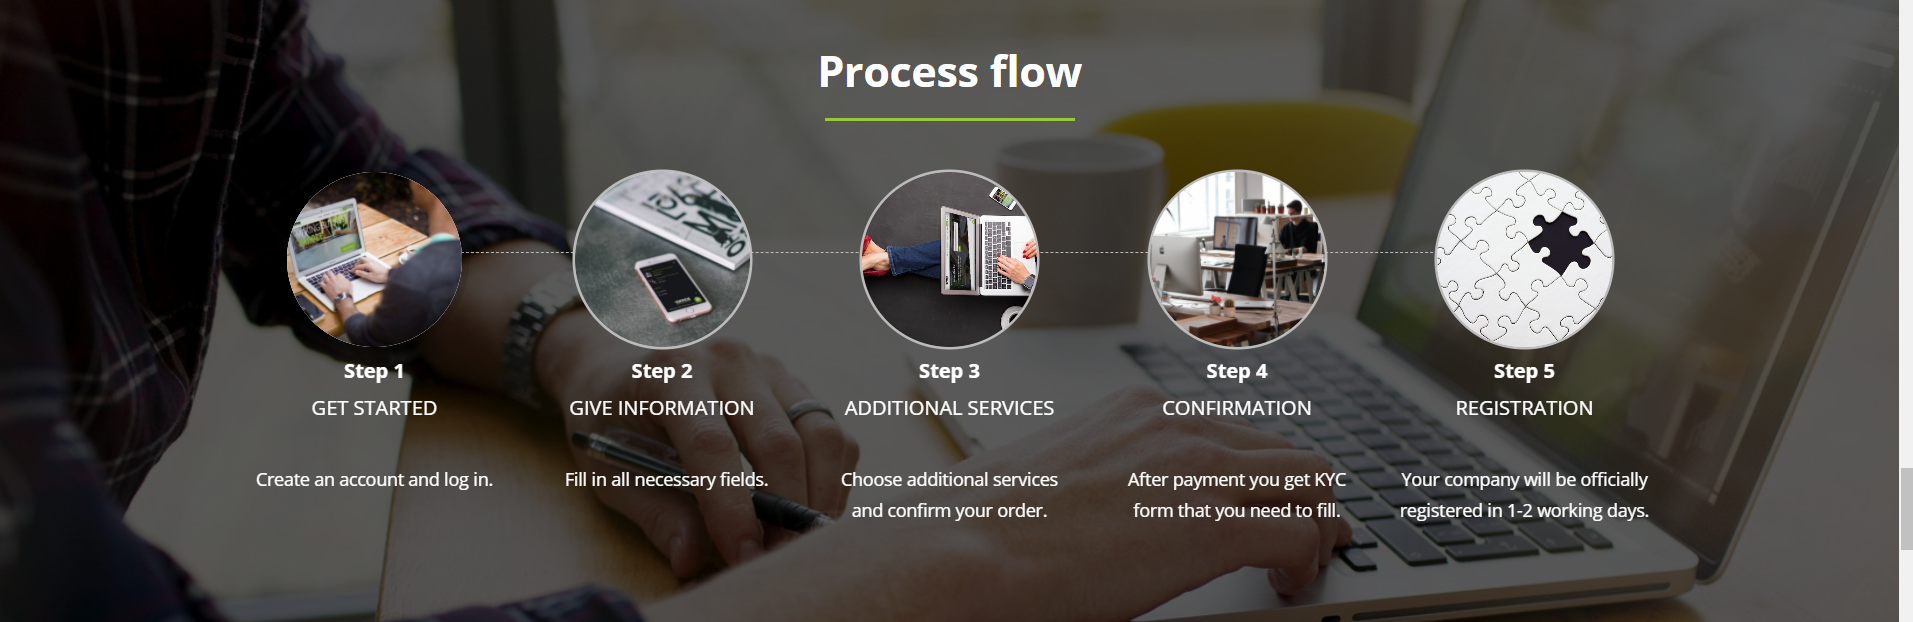 Process flow
Step 1
GET STARTED
Create an account and log in.
Step 2
GIVE INFORMATION
Fill in all necessary fields.
Step 3
ADDITIONAL SERVICES
Choose additional services
and confirm your order.
Step 4
CONFIRMATION
After payment you get KYC
form that you need to fill.
Step 5
REGISTRATION
Your company will be officially
registered in 1-2 working days.